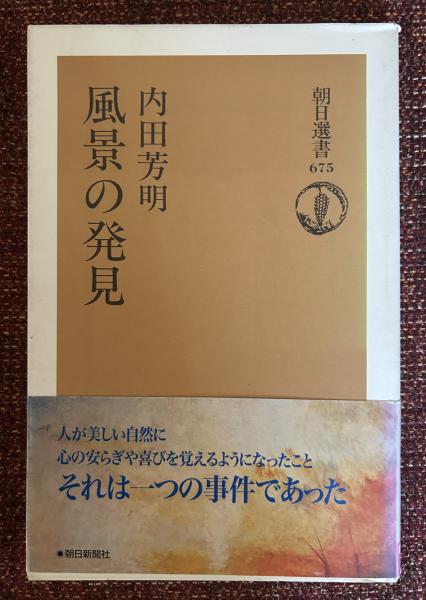 朝日選書
675
内田芳明
風景の発見
人が美しい自然に
心の安らぎや喜びを覚えるようになったこと
それは一つの事件であった
●朝日新聞社